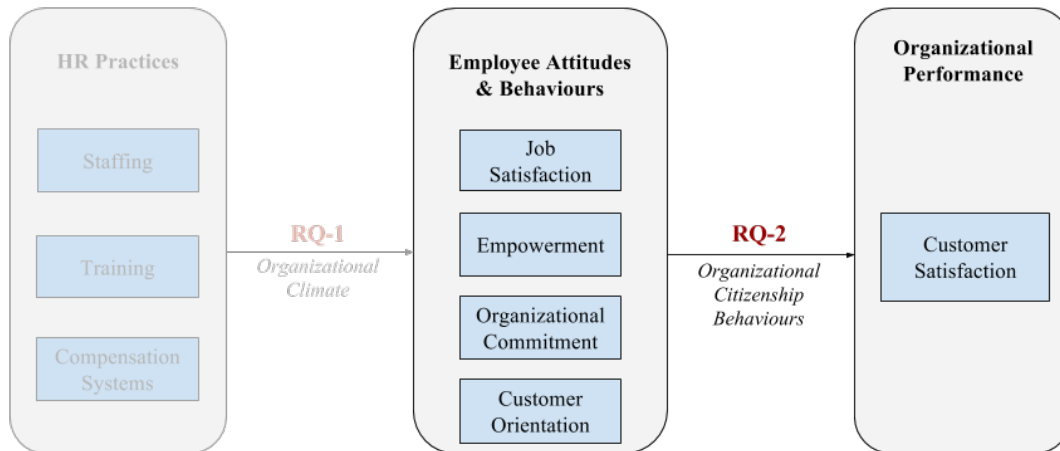 HR Practices
Staffing
Training
Compensation
Systems
RQ-1
Organizational
Climate
Employee Attitudes
& Behaviours
Job
Satisfaction
Empowerment
Organizational
Commitment
Customer
Orientation
RQ-2
Organizational
Citizenship
Behaviours
Organizational
Performance
Customer
Satisfaction